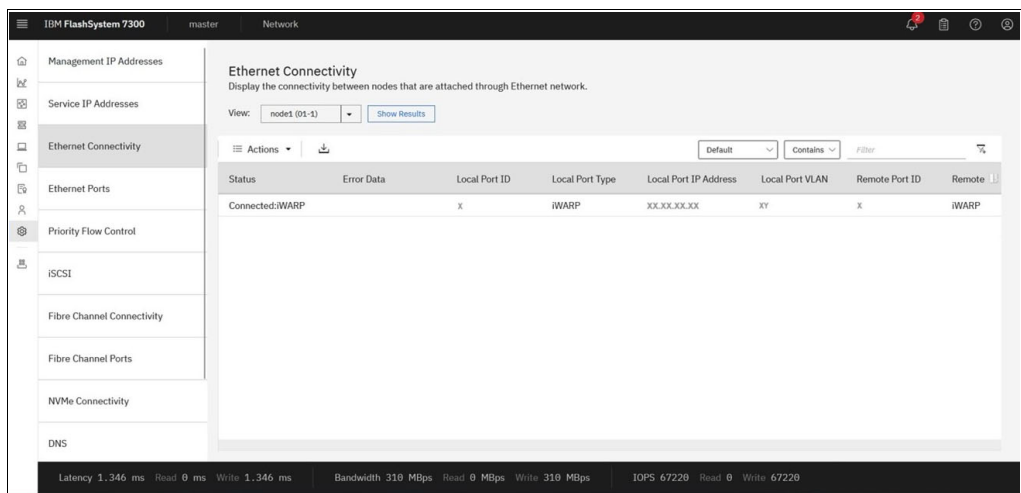 IBM FlashSystem 7300 master Network 2
Management IP Addresses
Service IP Addresses
Ethernet Connectivity
Ethernet Ports
Priority Flow Control
iSCSI
Fibre Channel Connectivity
Fibre Channel Ports
NVMe Connectivity
DNS
Ethernet Connectivity
Display the connectivity between nodes that are attached through Ethernet network.
View: node1 (01-1) Show Results
Actions Default Contains Filter
Status Error Data Local Port ID Local Port Type Local Port IP Address Local Port VLAN Remote Port ID Remote
Connected:iWARP X iWARP XX.XX.XX.XX XY X iWARP
Latency 1.346 ms Read 0 ms Write 1.346 ms Bandwidth 310 MBps Read 0 MBps Write 310 MBps IOPS 67220 Read 0 Write 67220